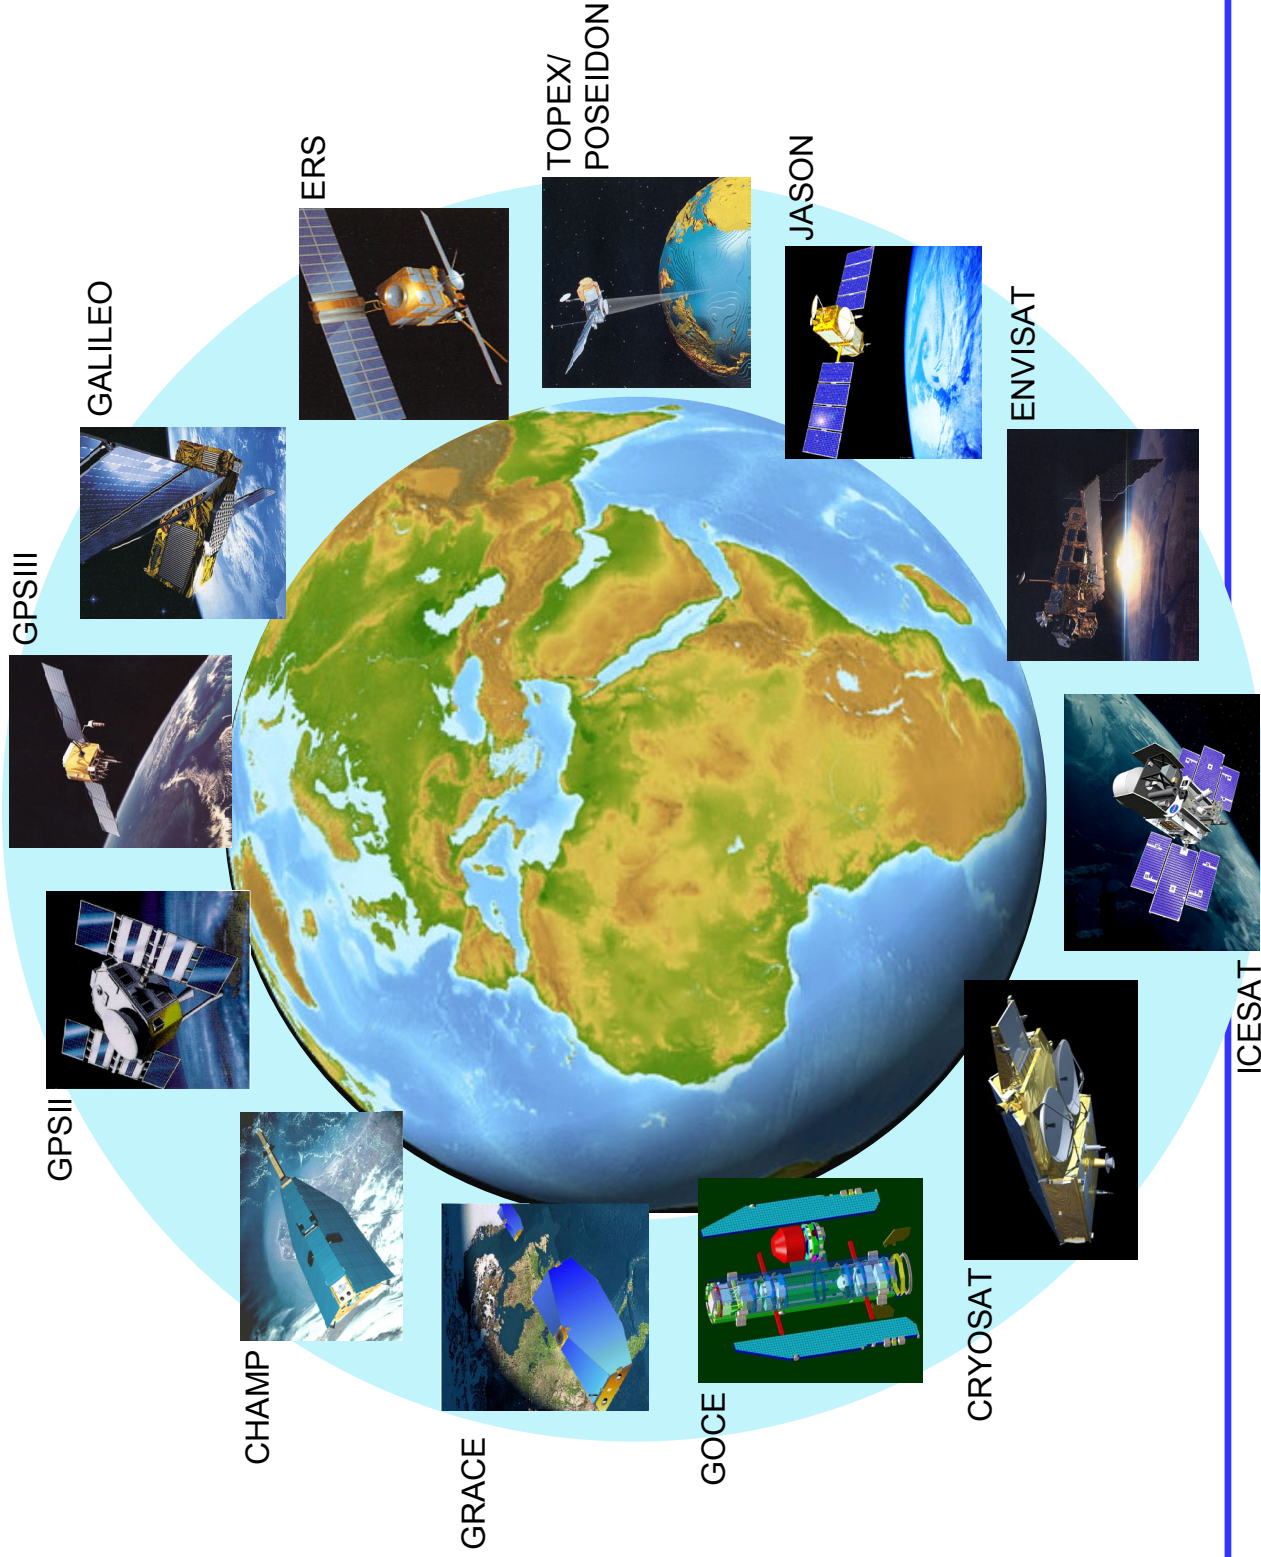 GPSII
GPSIII
GALILEO
ERS
TOPEX/
POSEIDON
JASON
ENVISAT
ICESAT
CRYOSAT
GOCE
GRACE
CHAMP